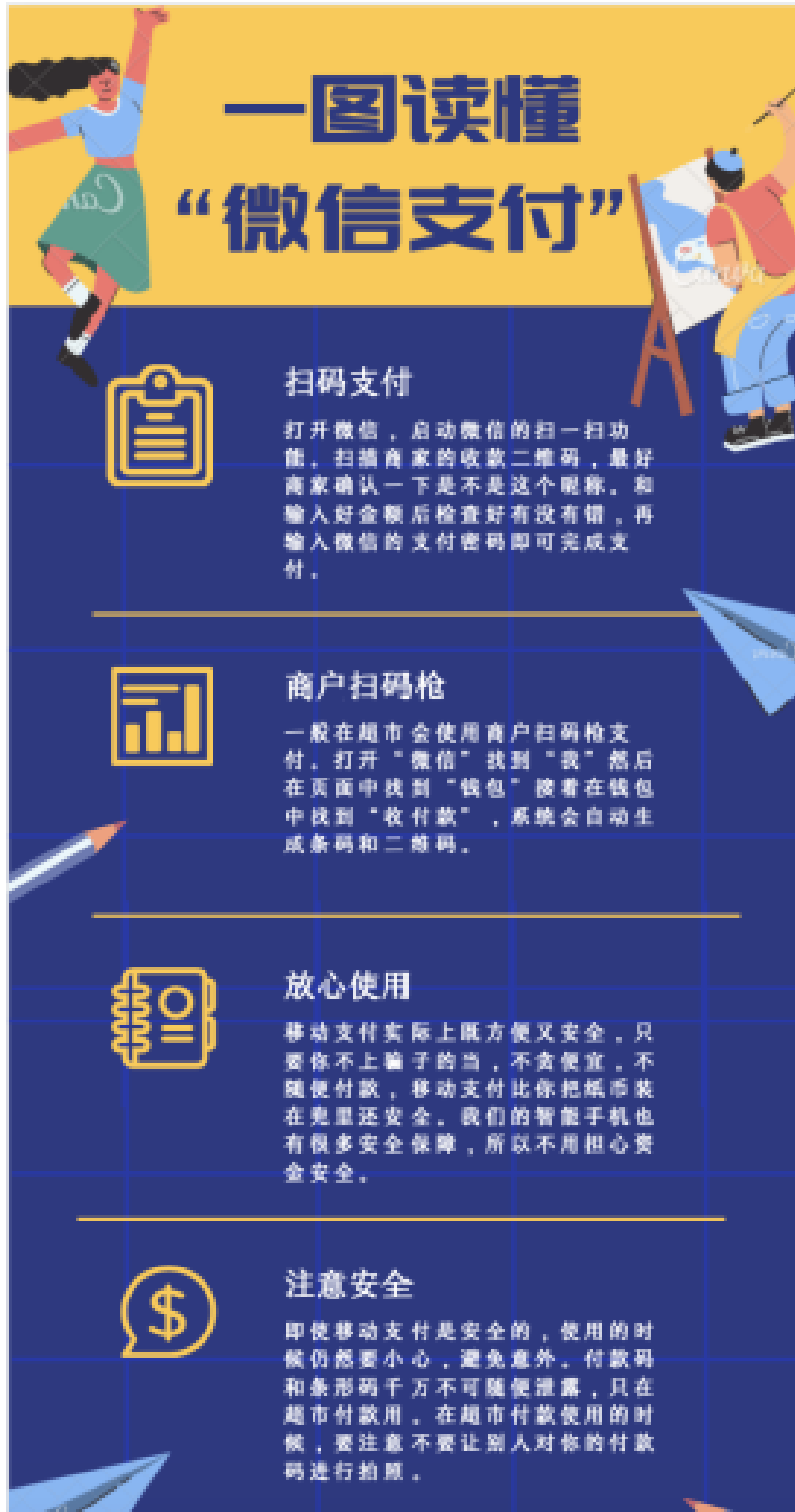 一图读懂
“微信支付”
扫码支付
打开微信，启动微信的扫一扫功
能。扫描商家的收款二维码，最好
商家确认一下是不是这个昵称。和
输入好金额后检查好有没有错，再
输入微信的支付密码即可完成支
付。
商户扫码枪
一般在超市会使用商户扫码枪支
付。打开“微信”找到“我”然后
在页面中找到“钱包”接着在钱包
中找到“收付款”，系统会自动生
成条码和二维码。
放心使用
移动支付实际上既方便又安全，只
要你不上骗子的当，不贪便宜，不
随便付款，移动支付比你把纸币装
在兜里还安全。我们的智能手机也
有很多安全保障，所以不用担心资
金安全。
注意安全
即使移动支付是安全的，使用的时
候仍然要小心，避免意外。付款码
和条形码千万不可随便泄露，只在
超市付款用。在超市付款使用的时
候，要注意不要让别人对你的付款
码进行拍照。